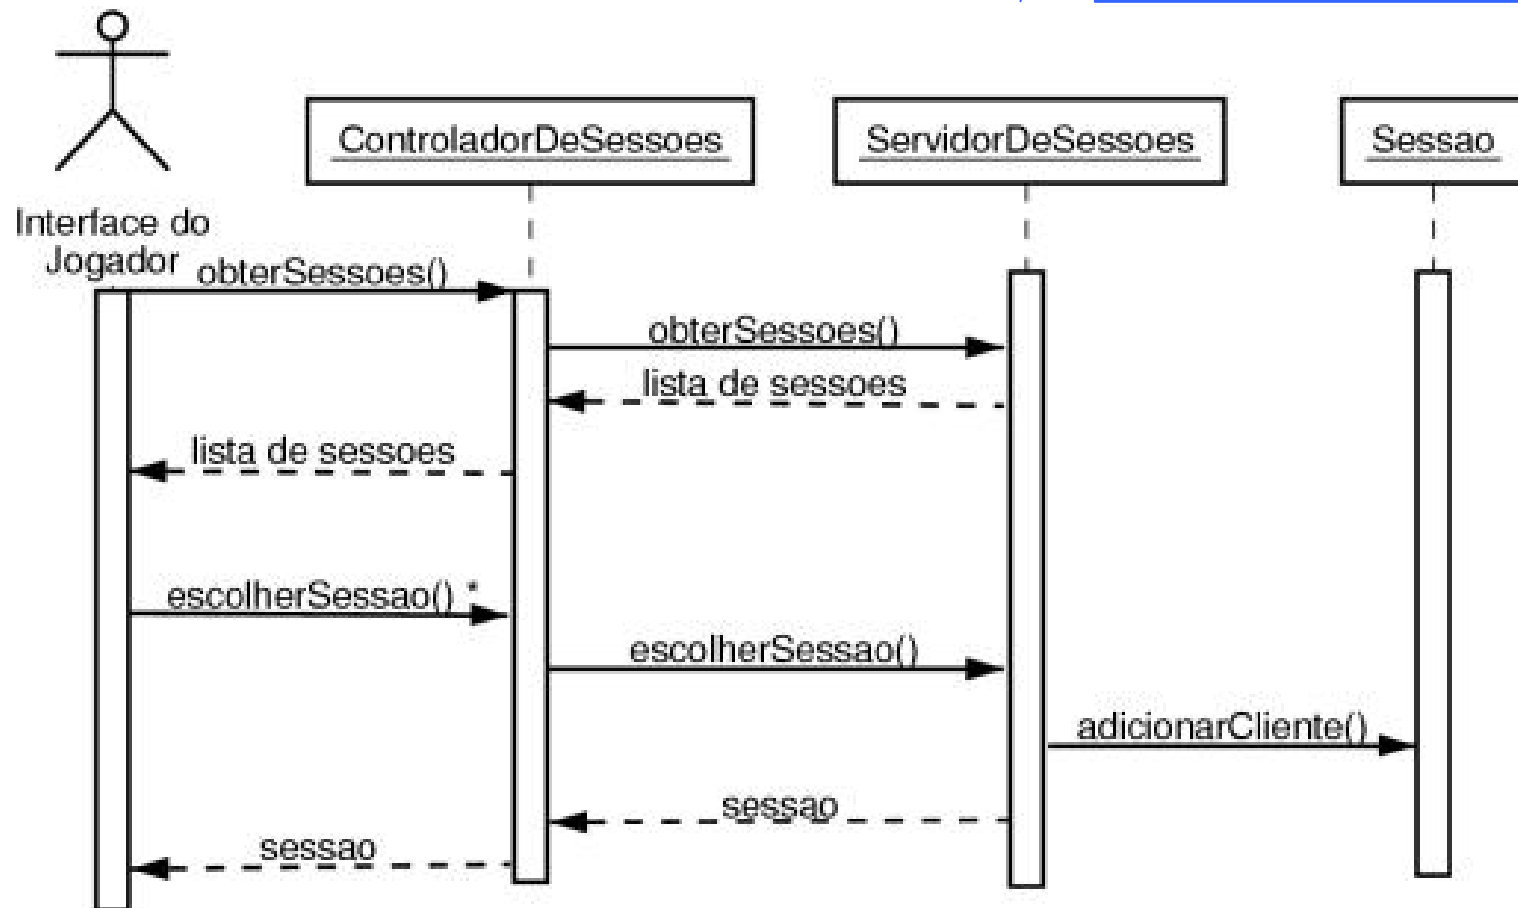 ControladorDeSessoes
ServidorDeSessoes
Sessao
Interface do
Jogador
obterSessoes()
obterSessoes()
lista de sessoes
lista de sessoes
escolherSessao() *
escolherSessao()
adicionarCliente()
sessao
sessao